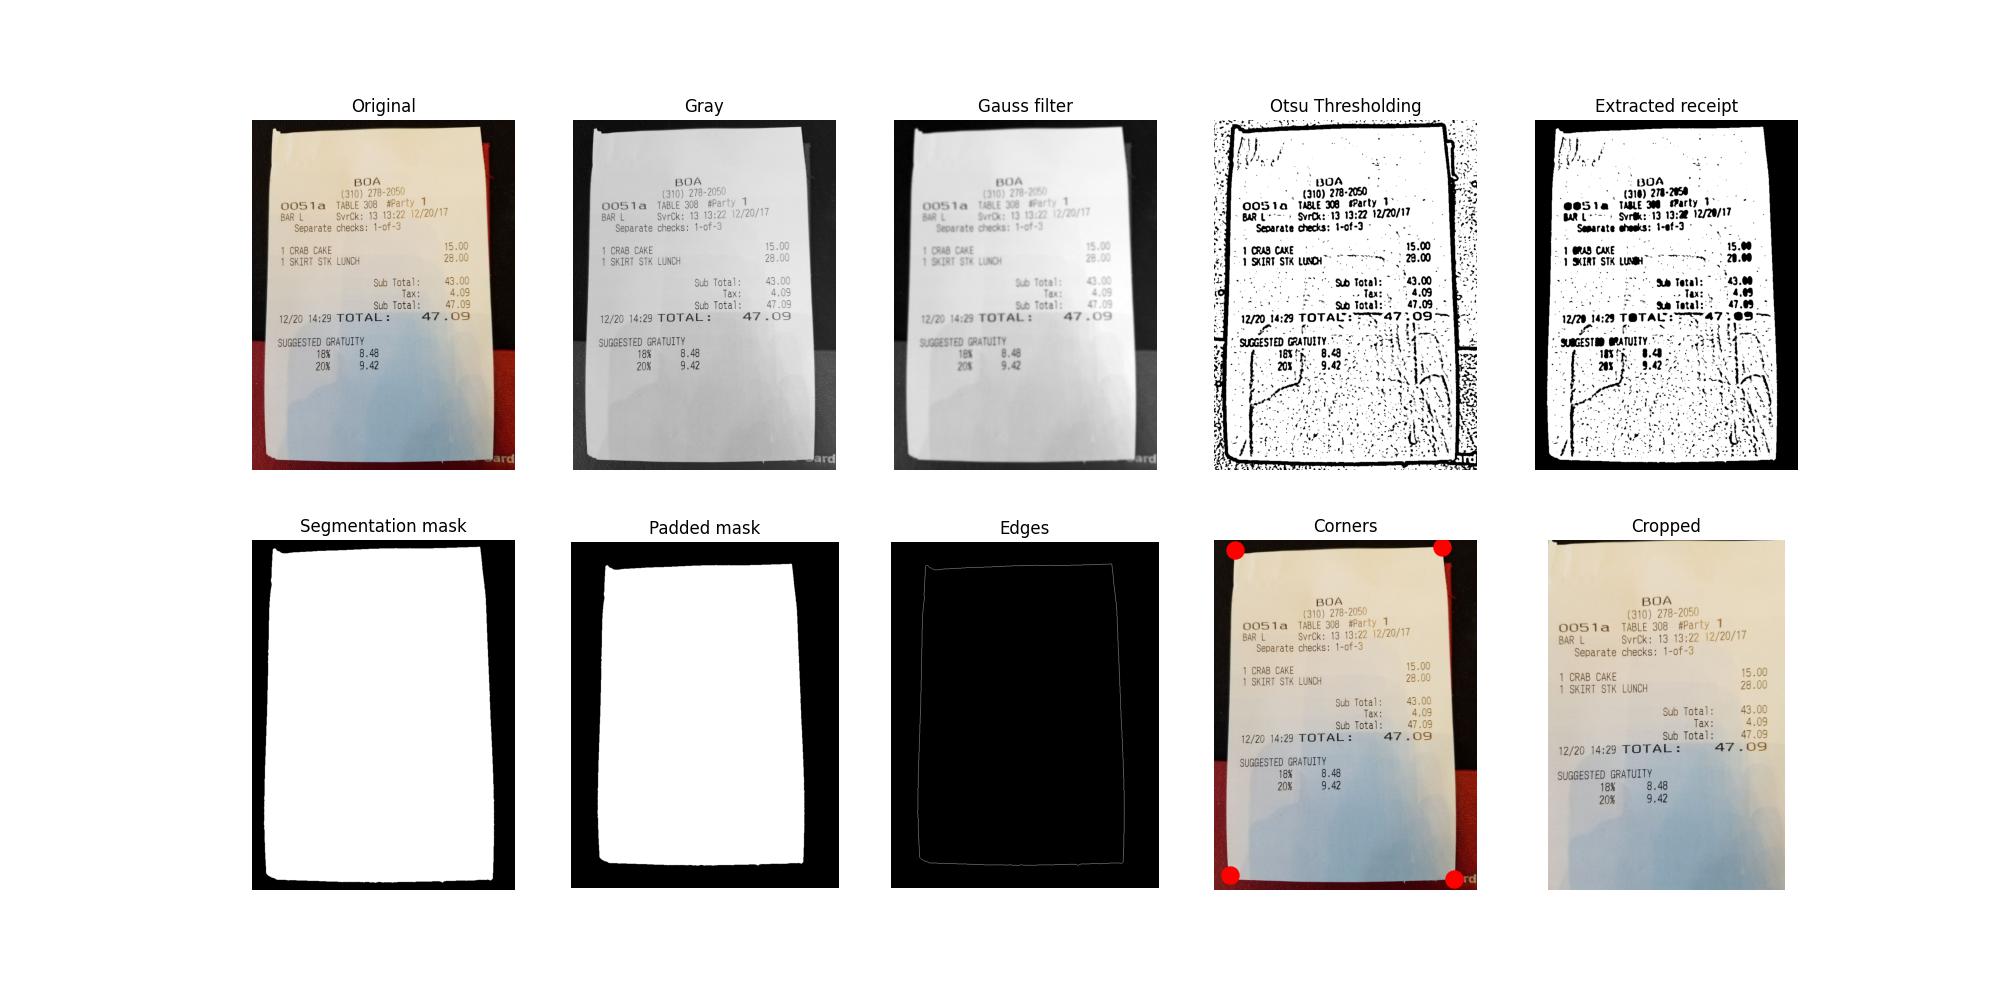 Original
BOA
(310) 278-2050
0051a TABLE 308 #Party 1
BAR L SvrCk: 13 13:22 12/20/17
Separate checks: 1-of-3
1 CRAB CAKE 15.00
1 SKIRT STK LUNCH 28.00
Sub Total: 43.00
Tax: 4.09
Sub Total: 47.09
12/20 14:29 TOTAL: 47.09
SUGGESTED GRATUITY
18% 8.48
20% 9.42
ard
Gray
BOA
(310) 278-2050
0051a TABLE 308 #Party 1
BAR L SvrCk: 13 13:22 12/20/17
Separate checks: 1-of-3
1 CRAB CAKE 15.00
1 SKIRT STK LUNCH 28.00
Sub Total: 43.00
Tax: 4.09
Sub Total: 47.09
12/20 14:29 TOTAL: 47.09
SUGGESTED GRATUITY
18% 8.48
20% 9.42
ard
Gauss filter
BOA
(310) 278-2050
0051a TABLE 308 #Party 1
BAR L SvrCk: 13 13:22 12/20/17
Separate checks: 1-of-3
1 CRAB CAKE 15.00
1 SKIRT STK LUNCH 28.00
Sub Total: 43.00
Tax: 4.09
Sub Total: 47.09
12/20 14:29 TOTAL: 47.09
SUGGESTED GRATUITY
18% 8.48
20% 9.42
ard
Otsu Thresholding
BOA
(310) 278-2050
0051a TABLE 308 #Party 1
BAR L SvrCk: 13 13:22 12/20/17
Separate checks: 1-of-3
1 CRAB CAKE 15.00
1 SKIRT STK LUNCH 28.00
Sub Total: 43.00
Tax: 4.09
Sub Total: 47.09
12/20 14:29 TOTAL: 47.09
SUGGESTED GRATUITY
18% 8.48
20% 9.42
Extracted receipt
BOA
(310) 278-2050
0051a TABLE 308 #Party 1
BAR L SvrCk: 13 13:22 12/20/17
Separate checks: 1-of-3
1 CRAB CAKE 15.00
1 SKIRT STK LUNCH 28.00
Sub Total: 43.00
Tax: 4.09
Sub Total: 47.09
12/20 14:29 TOTAL: 47.09
SUGGESTED GRATUITY
18% 8.48
20% 9.42
Segmentation mask
Padded mask
Edges
Corners
BOA
(310) 278-2050
0051a TABLE 308 #Party 1
BAR L SvrCk: 13 13:22 12/20/17
Separate checks: 1-of-3
1 CRAB CAKE 15.00
1 SKIRT STK LUNCH 28.00
Sub Total: 43.00
Tax: 4.09
Sub Total: 47.09
12/20 14:29 TOTAL: 47.09
SUGGESTED GRATUITY
18% 8.48
20% 9.42
rd
Cropped
BOA
(310) 278-2050
0051a TABLE 308 #Party 1
BAR L SvrCk: 13 13:22 12/20/17
Separate checks: 1-of-3
1 CRAB CAKE 15.00
1 SKIRT STK LUNCH 28.00
Sub Total: 43.00
Tax: 4.09
Sub Total: 47.09
12/20 14:29 TOTAL: 47.09
SUGGESTED GRATUITY
18% 8.48
20% 9.42